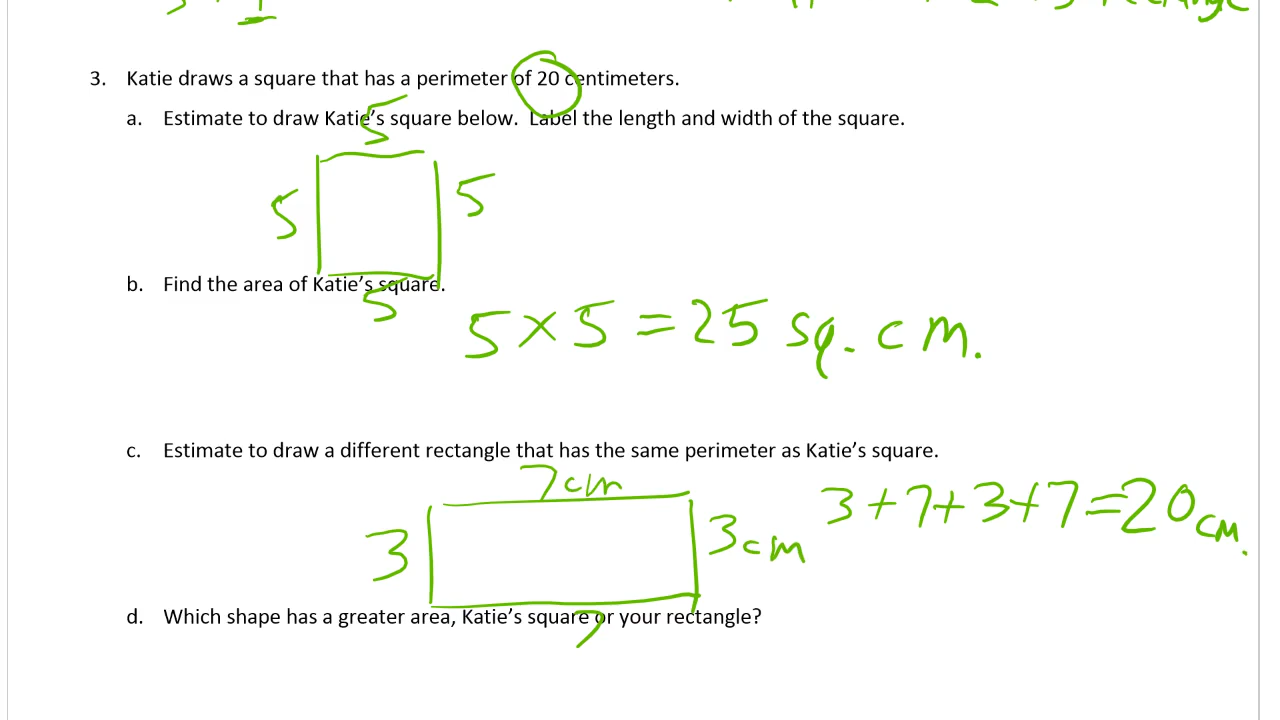 3. Katie draws a square that has a perimeter of 20 centimeters.
a. Estimate to draw Katie's square below. Label the length and width of the square.
5
5 5
b. Find the area of Katie's square.
5
5 × 5 = 25 sq. cm.
c. Estimate to draw a different rectangle that has the same perimeter as Katie's square.
7cm
3 3cm 3+7+3+7=20cm.
d. Which shape has a greater area, Katie's square or your rectangle?
7